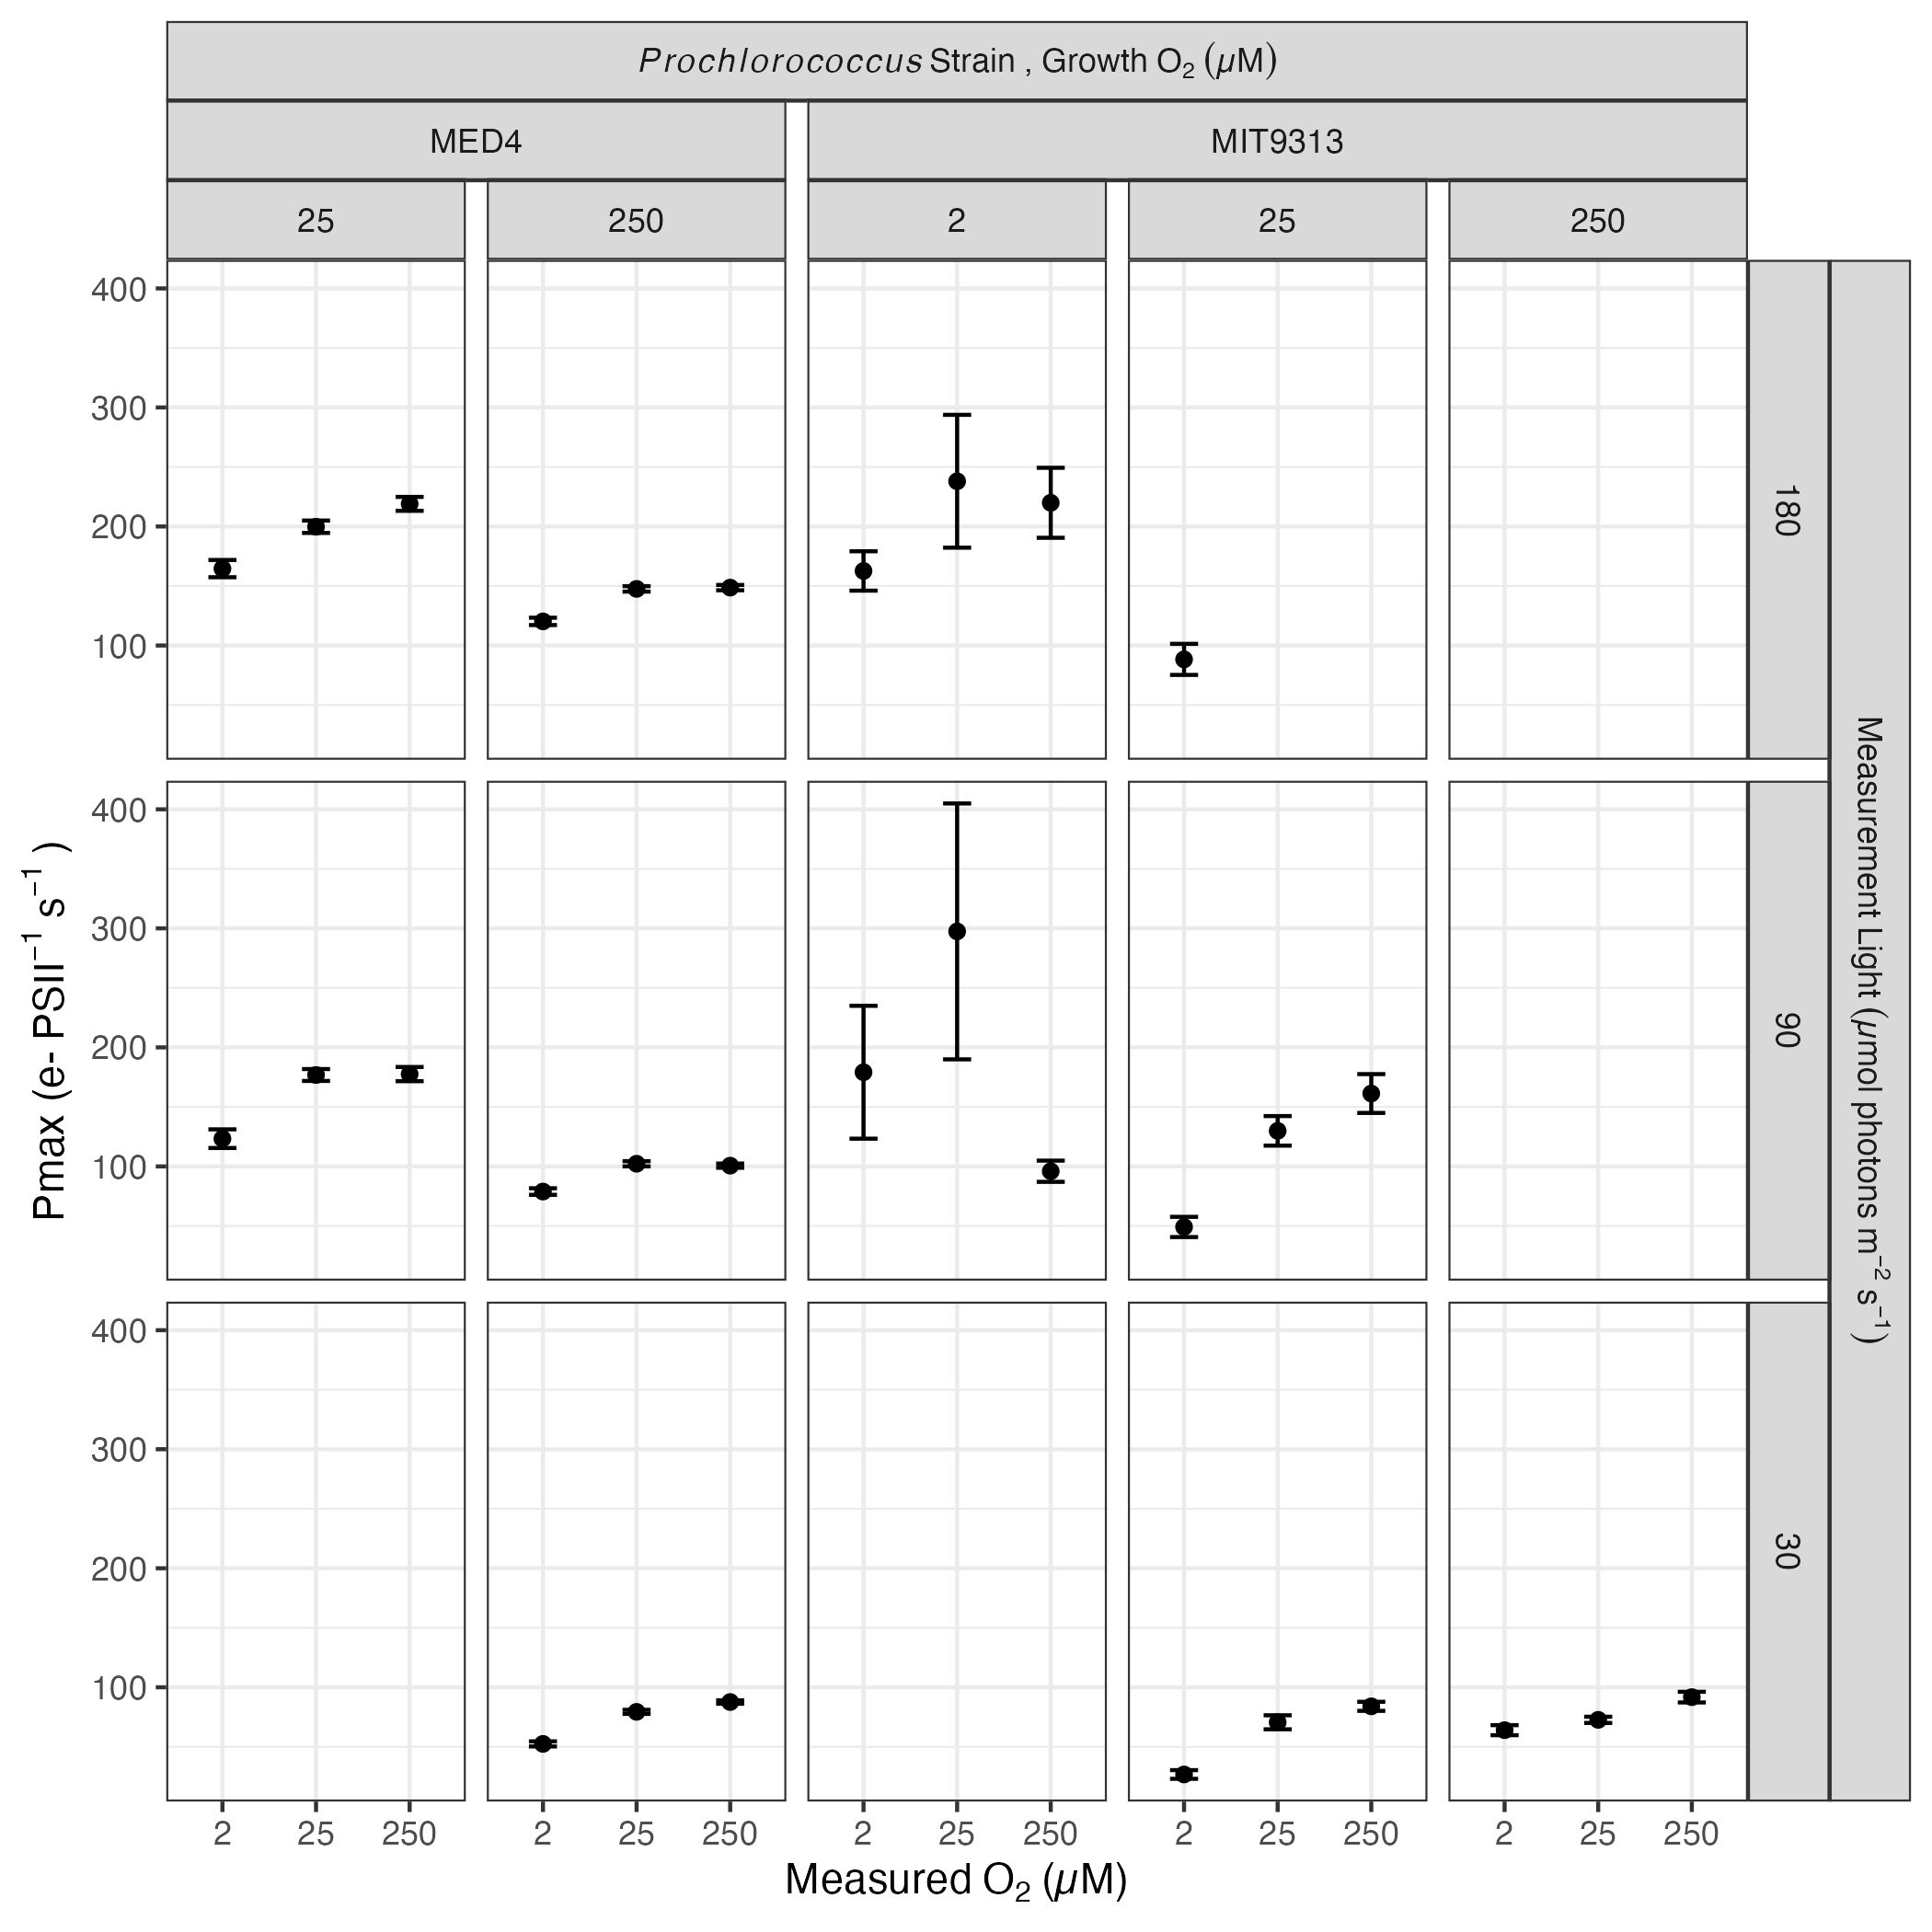 Prochlorococcus Strain , Growth O₂ (µM)
MED4 MIT9313
25 250 2 25 250
400
300
200
100
180
400
300
200
100
90
400
300
200
100
30
Pmax (e- PSII⁻¹ s⁻¹ )
Measurement Light (µmol photons m⁻² s⁻¹ )
2 25 250 2 25 250 2 25 250 2 25 250 2 25 250
Measured O₂ (µM)